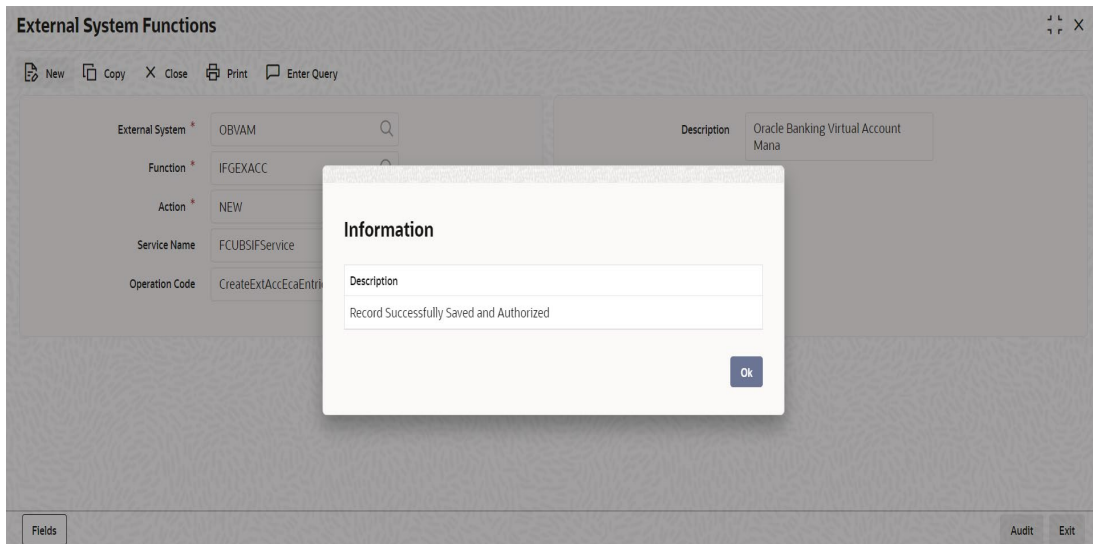 External System Functions
New Copy Close Print Enter Query
External System * OBVAM
Description Oracle Banking Virtual Account
Mana
Function * IFGEXACC
Action * NEW
Service Name FCUBSIFService
Operation Code CreateExtAccEcaEntri
Information
Description
Record Successfully Saved and Authorized
Ok
Fields
Audit Exit